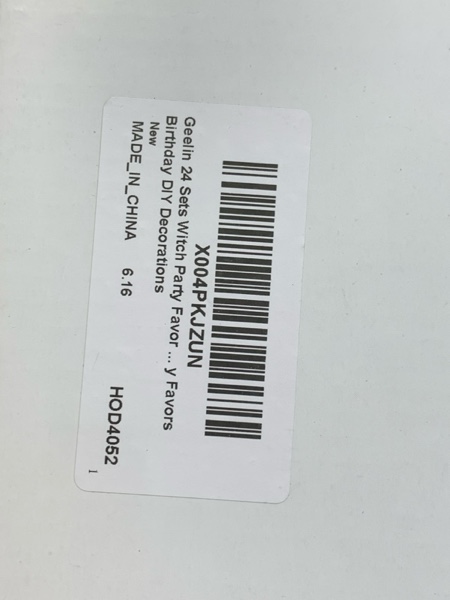 X004PKJZUN
Geelin 24 Sets Witch Party Favor ... y Favors
Birthday DIY Decorations
New
MADE_IN_CHINA 6.16
HOD4052
1